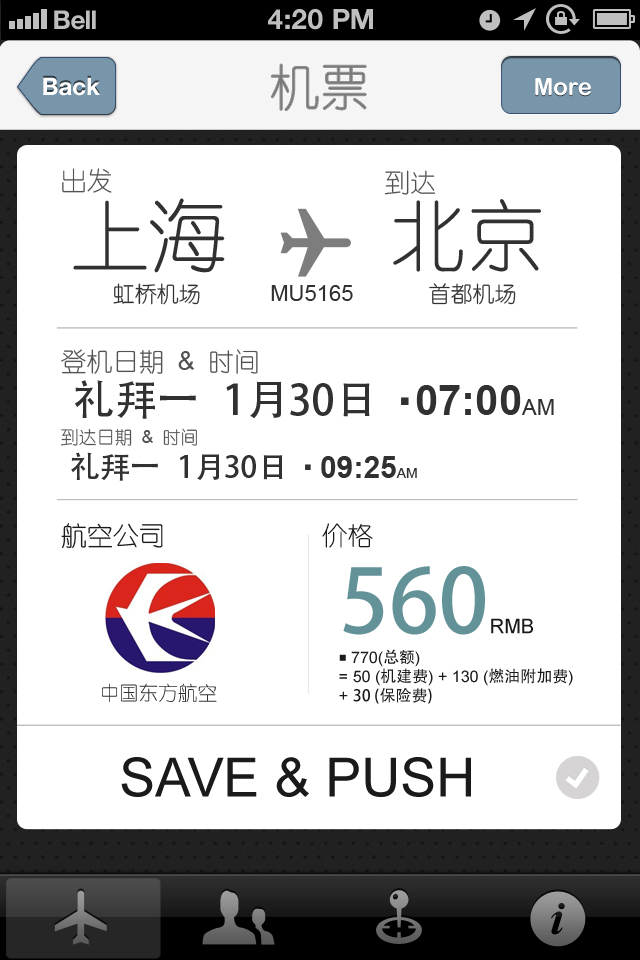 Bell 4:20 PM
Back 机票 More
出发 到达
上海 北京
虹桥机场 MU5165 首都机场
登机日期 & 时间
礼拜一 1月30日 ·07:00AM
到达日期 & 时间
礼拜一 1月30日 ·09:25AM
航空公司 价格
560 RMB
▪ 770(总额)
= 50 (机建费) + 130 (燃油附加费)
+ 30 (保险费)
中国东方航空
SAVE & PUSH